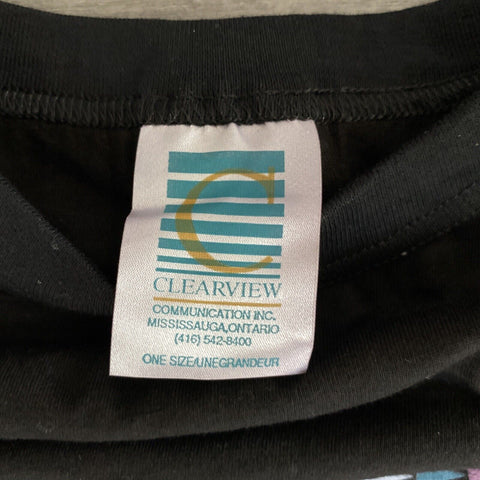 C
CLEARVIEW
COMMUNICATION INC.
MISSISSAUGA,ONTARIO
(416) 542-8400
ONE SIZE/UNEGRANDEUR